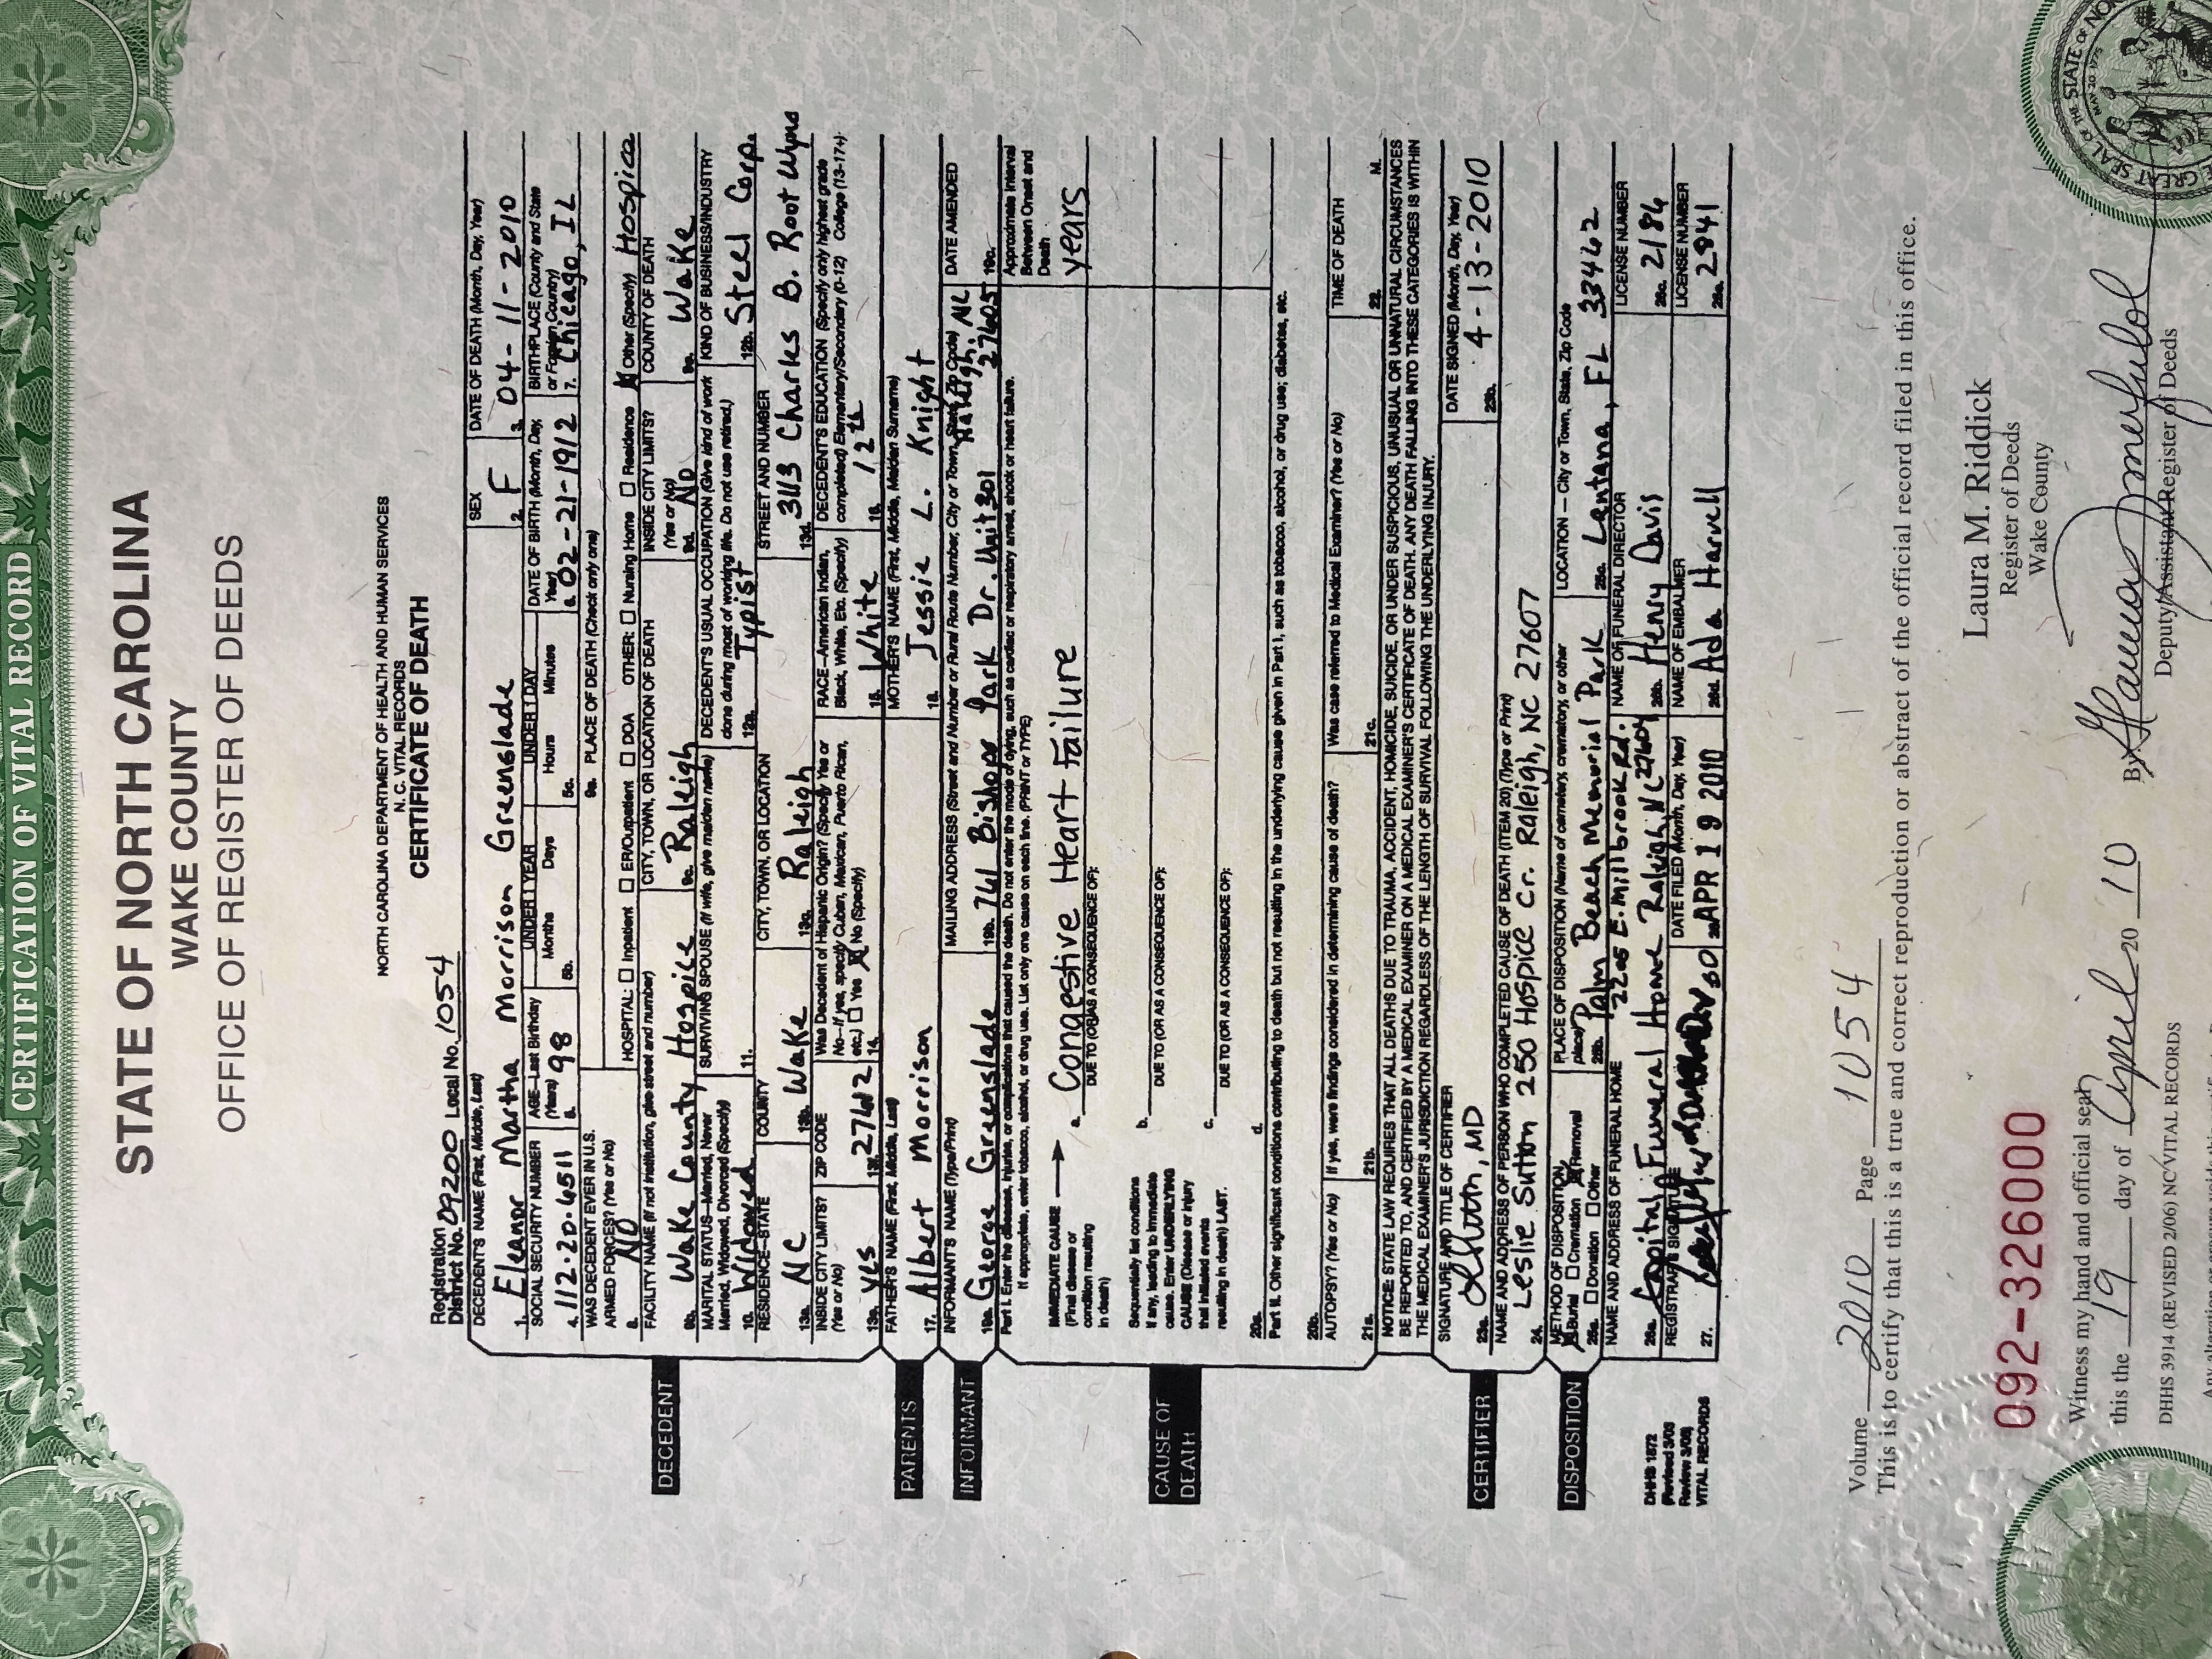 CERTIFICATION OF VITAL RECORD
STATE OF NORTH CAROLINA
WAKE COUNTY
OFFICE OF REGISTER OF DEEDS
NORTH CAROLINA DEPARTMENT OF HEALTH AND HUMAN SERVICES
N. C. VITAL RECORDS
CERTIFICATE OF DEATH
Registration District No. 09200 Local No. 1054
DECEDENT
DECEDENT'S NAME (First, Middle, Last)
1. Eleanor Martha Morrison Greenslade
SEX
2. F
DATE OF DEATH (Month, Day, Year)
3. 04-11-2010
SOCIAL SECURITY NUMBER
4. 112-20-6511
AGE—Last Birthday (Years)
98
UNDER 1 YEAR
Months Days
5b.
UNDER 1 DAY
Hours Minutes
5c.
DATE OF BIRTH (Month, Day, Year)
02-21-1912
BIRTHPLACE (County and State or Foreign Country)
7. Chicago, IL
WAS DECEDENT EVER IN U.S. ARMED FORCES? (Yes or No)
8. NO
9a. PLACE OF DEATH (Check only one)
HOSPITAL: Inpatient ER/Outpatient DOA OTHER: Nursing Home Residence Other (Specify) Hospice
FACILITY NAME (If not institution, give street and number)
9b. Wake County Hospice
CITY, TOWN, OR LOCATION OF DEATH
9c. Raleigh
INSIDE CITY LIMITS? (Yes or No)
9d. No
COUNTY OF DEATH
9e. Wake
MARITAL STATUS—Married, Never Married, Widowed, Divorced (Specify)
10. Widowed
SURVIVING SPOUSE (If wife, give maiden name)
11.
DECEDENT'S USUAL OCCUPATION (Give kind of work done during most of working life. Do not use retired.)
12a. Typist
KIND OF BUSINESS/INDUSTRY
12b. Steel Corp.
RESIDENCE—STATE
13a. NC
COUNTY
13b. Wake
CITY, TOWN, OR LOCATION
13c. Raleigh
STREET AND NUMBER
13d. 3113 Charles B. Root Wynd
INSIDE CITY LIMITS? (Yes or No)
13e. yes
ZIP CODE
13f. 27612
Was Decedent of Hispanic Origin? (Specify Yes or No—If yes, specify Cuban, Mexican, Puerto Rican, etc.) Yes No (Specify)
14.
RACE—American Indian, Black, White, Etc. (Specify)
15. White
DECEDENT'S EDUCATION (Specify only highest grade completed) Elementary/Secondary (0-12) College (13-17+)
16. 12th
PARENTS
FATHER'S NAME (First, Middle, Last)
17. Albert Morrison
MOTHER'S NAME (First, Middle, Maiden Surname)
18. Jessie L. Knight
INFORMANT
INFORMANT'S NAME (Type/Print)
19a. George Greenslade
MAILING ADDRESS (Street and Number or Rural Route Number, City or Town, State, Zip Code)
19b. 761 Bishops Park Dr. Unit 301 Raleigh, NC 27605
DATE AMENDED
19c.
CAUSE OF DEATH
Part I. Enter the diseases, injuries, or complications that caused the death. Do not enter the mode of dying, such as cardiac or respiratory arrest, shock or heart failure.
If appropriate, enter tobacco, alcohol, or drug use. List only one cause on each line. (PRINT or TYPE)
Approximate Interval Between Onset and Death
IMMEDIATE CAUSE (Final disease or condition resulting in death)
a. Congestive Heart Failure
years
DUE TO (OR AS A CONSEQUENCE OF):
Sequentially list conditions if any, leading to immediate cause. Enter UNDERLYING CAUSE (Disease or injury that initiated events resulting in death) LAST.
b.
DUE TO (OR AS A CONSEQUENCE OF):
c.
DUE TO (OR AS A CONSEQUENCE OF):
20a. d.
Part II. Other significant conditions contributing to death but not resulting in the underlying cause given in Part I, such as tobacco, alcohol, or drug use; diabetes, etc.
20b.
AUTOPSY? (Yes or No)
21a.
If yes, were findings considered in determining cause of death?
21b.
Was case referred to Medical Examiner? (Yes or No)
21c.
TIME OF DEATH
22. M.
NOTICE: STATE LAW REQUIRES THAT ALL DEATHS DUE TO TRAUMA, ACCIDENT, HOMICIDE, SUICIDE, OR UNDER SUSPICIOUS, UNUSUAL OR UNNATURAL CIRCUMSTANCES
BE REPORTED TO, AND CERTIFIED BY A MEDICAL EXAMINER ON A MEDICAL EXAMINER'S CERTIFICATE OF DEATH. ANY DEATH FALLING INTO THESE CATEGORIES IS WITHIN
THE MEDICAL EXAMINER'S JURISDICTION REGARDLESS OF THE LENGTH OF SURVIVAL FOLLOWING THE UNDERLYING INJURY.
CERTIFIER
SIGNATURE AND TITLE OF CERTIFIER
23a. LSutton, MD
DATE SIGNED (Month, Day, Year)
23b. 4-13-2010
NAME AND ADDRESS OF PERSON WHO COMPLETED CAUSE OF DEATH (ITEM 20) (Type or Print)
24. Leslie Sutton 250 Hospice Cr. Raleigh, NC 27607
DISPOSITION
METHOD OF DISPOSITION
Burial Cremation Removal
25a. Donation Other
PLACE OF DISPOSITION (Name of cemetery, crematory, or other place)
25b. Palm Beach Memorial Park
LOCATION — City or Town, State, Zip Code
25c. Lantana, FL 33462
NAME AND ADDRESS OF FUNERAL HOME
2205 E. Millbrook Rd.
26a. Capital Funeral Home Raleigh, NC 27604
NAME OF FUNERAL DIRECTOR
26b. Henry Davis
LICENSE NUMBER
26c. 2186
DHHS 1872
(Revised 3/03
Review 3/06)
VITAL RECORDS
REGISTRAR'S SIGNATURE
27.
DATE FILED (Month, Day, Year)
APR 19 2010
NAME OF EMBALMER
26d. Ada Harvell
LICENSE NUMBER
26e. 2841
Volume 2010 Page 1054
This is to certify that this is a true and correct reproduction or abstract of the official record filed in this office.
Laura M. Riddick
Register of Deeds
Wake County
092-326000
Witness my hand and official seal
this the 19 day of April 20 10
By
Deputy/Assistant Register of Deeds
DHHS 3914 (REVISED 2/06) NC VITAL RECORDS
GREAT SEAL OF THE STATE OF NO
MAY 20, 1775